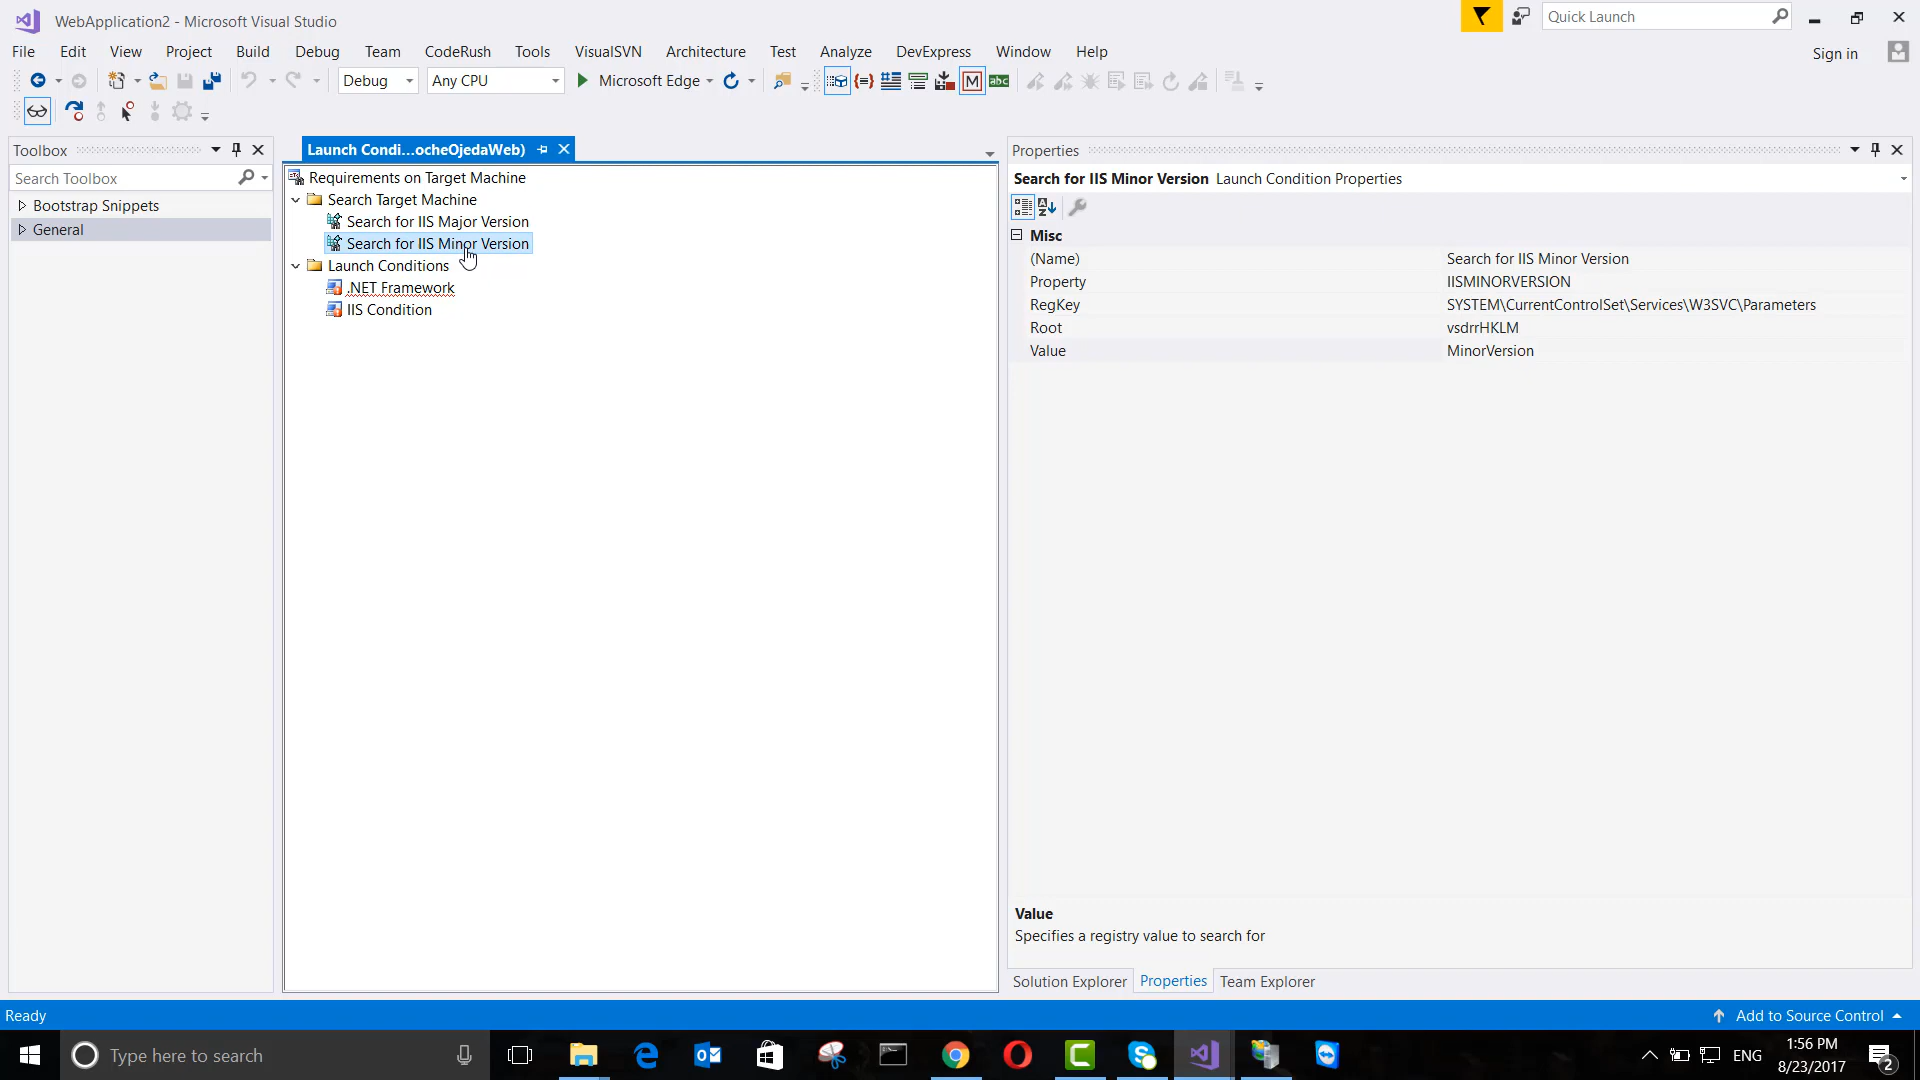 WebApplication2 - Microsoft Visual Studio
Quick Launch
File Edit View Project Build Debug Team CodeRush Tools VisualSVN Architecture Test Analyze DevExpress Window Help
Sign in
Debug Any CPU Microsoft Edge
M
abc
Toolbox
Search Toolbox
Bootstrap Snippets
General
Launch Condi...ocheOjedaWeb)
Requirements on Target Machine
Search Target Machine
Search for IIS Major Version
Search for IIS Minor Version
Launch Conditions
.NET Framework
IIS Condition
Properties
Search for IIS Minor Version Launch Condition Properties
Misc
(Name) Search for IIS Minor Version
Property IISMINORVERSION
RegKey SYSTEM\CurrentControlSet\Services\W3SVC\Parameters
Root vsdrrHKLM
Value MinorVersion
Value
Specifies a registry value to search for
Solution Explorer Properties Team Explorer
Ready
Add to Source Control
Type here to search
ENG
1:56 PM
8/23/2017
2